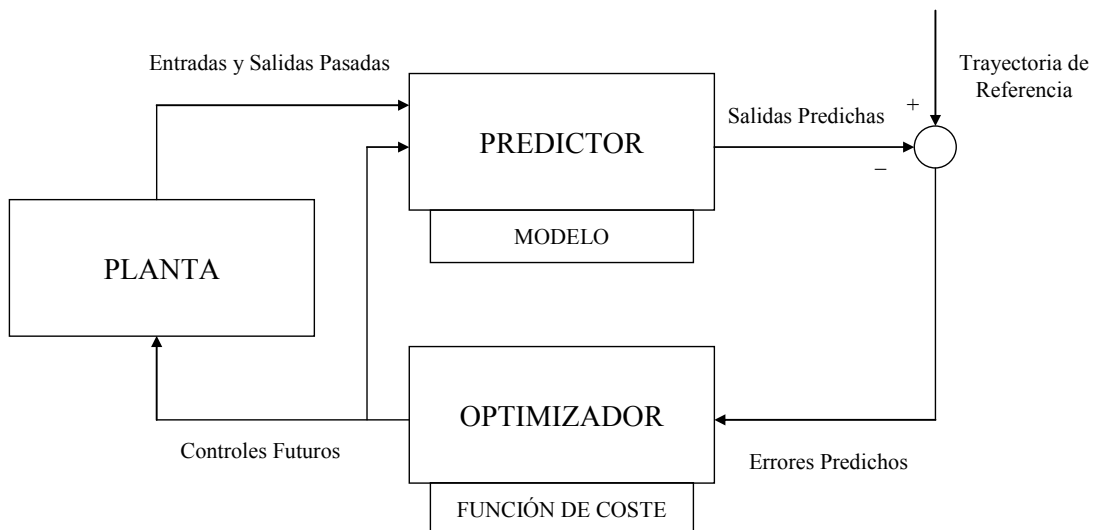 Entradas y Salidas Pasadas
Trayectoria de
Referencia
+
PREDICTOR
Salidas Predichas
−
MODELO
PLANTA
OPTIMIZADOR
Controles Futuros
Errores Predichos
FUNCIÓN DE COSTE